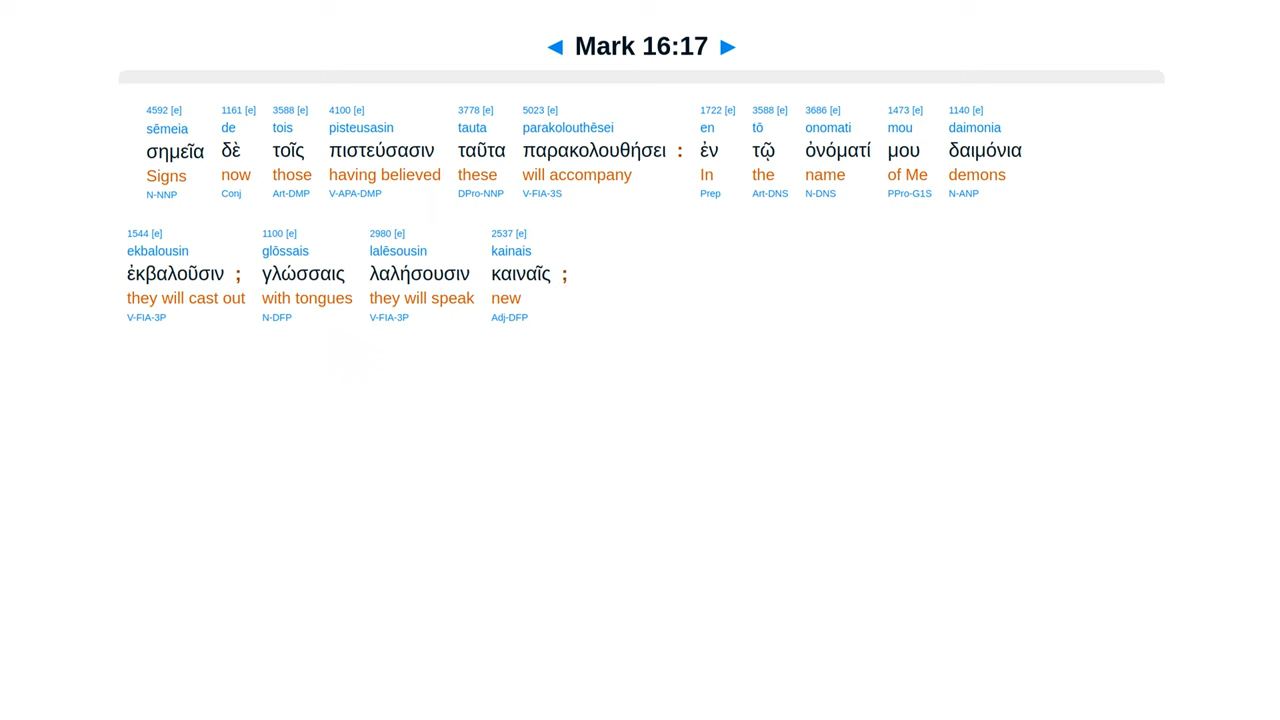 ◄ Mark 16:17 ►
4592 [e] 1161 [e] 3588 [e] 4100 [e] 3778 [e] 5023 [e] 1722 [e] 3588 [e] 3686 [e] 1473 [e] 1140 [e]
sēmeia de tois pisteusasin tauta parakolouthēsei en tō onomati mou daimonia
σημεῖα δὲ τοῖς πιστεύσασιν ταῦτα παρακολουθήσει : ἐν τῷ ὀνόματί μου δαιμόνια
Signs now those having believed these will accompany In the name of Me demons
N-NNP Conj Art-DMP V-APA-DMP DPro-NNP V-FIA-3S Prep Art-DNS N-DNS PPro-G1S N-ANP
1544 [e] 1100 [e] 2980 [e] 2537 [e]
ekbalousin glōssais lalēsousin kainais
ἐκβαλοῦσιν ; γλώσσαις λαλήσουσιν καιναῖς ;
they will cast out with tongues they will speak new
V-FIA-3P N-DFP V-FIA-3P Adj-DFP